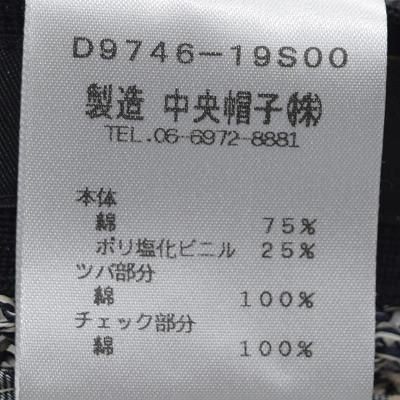 D9746-19S00
製造 中央帽子㈱
TEL.06-6972-8881
本体
綿 75%
ポリ塩化ビニル 25%
ツバ部分
綿 100%
チェック部分
綿 100%